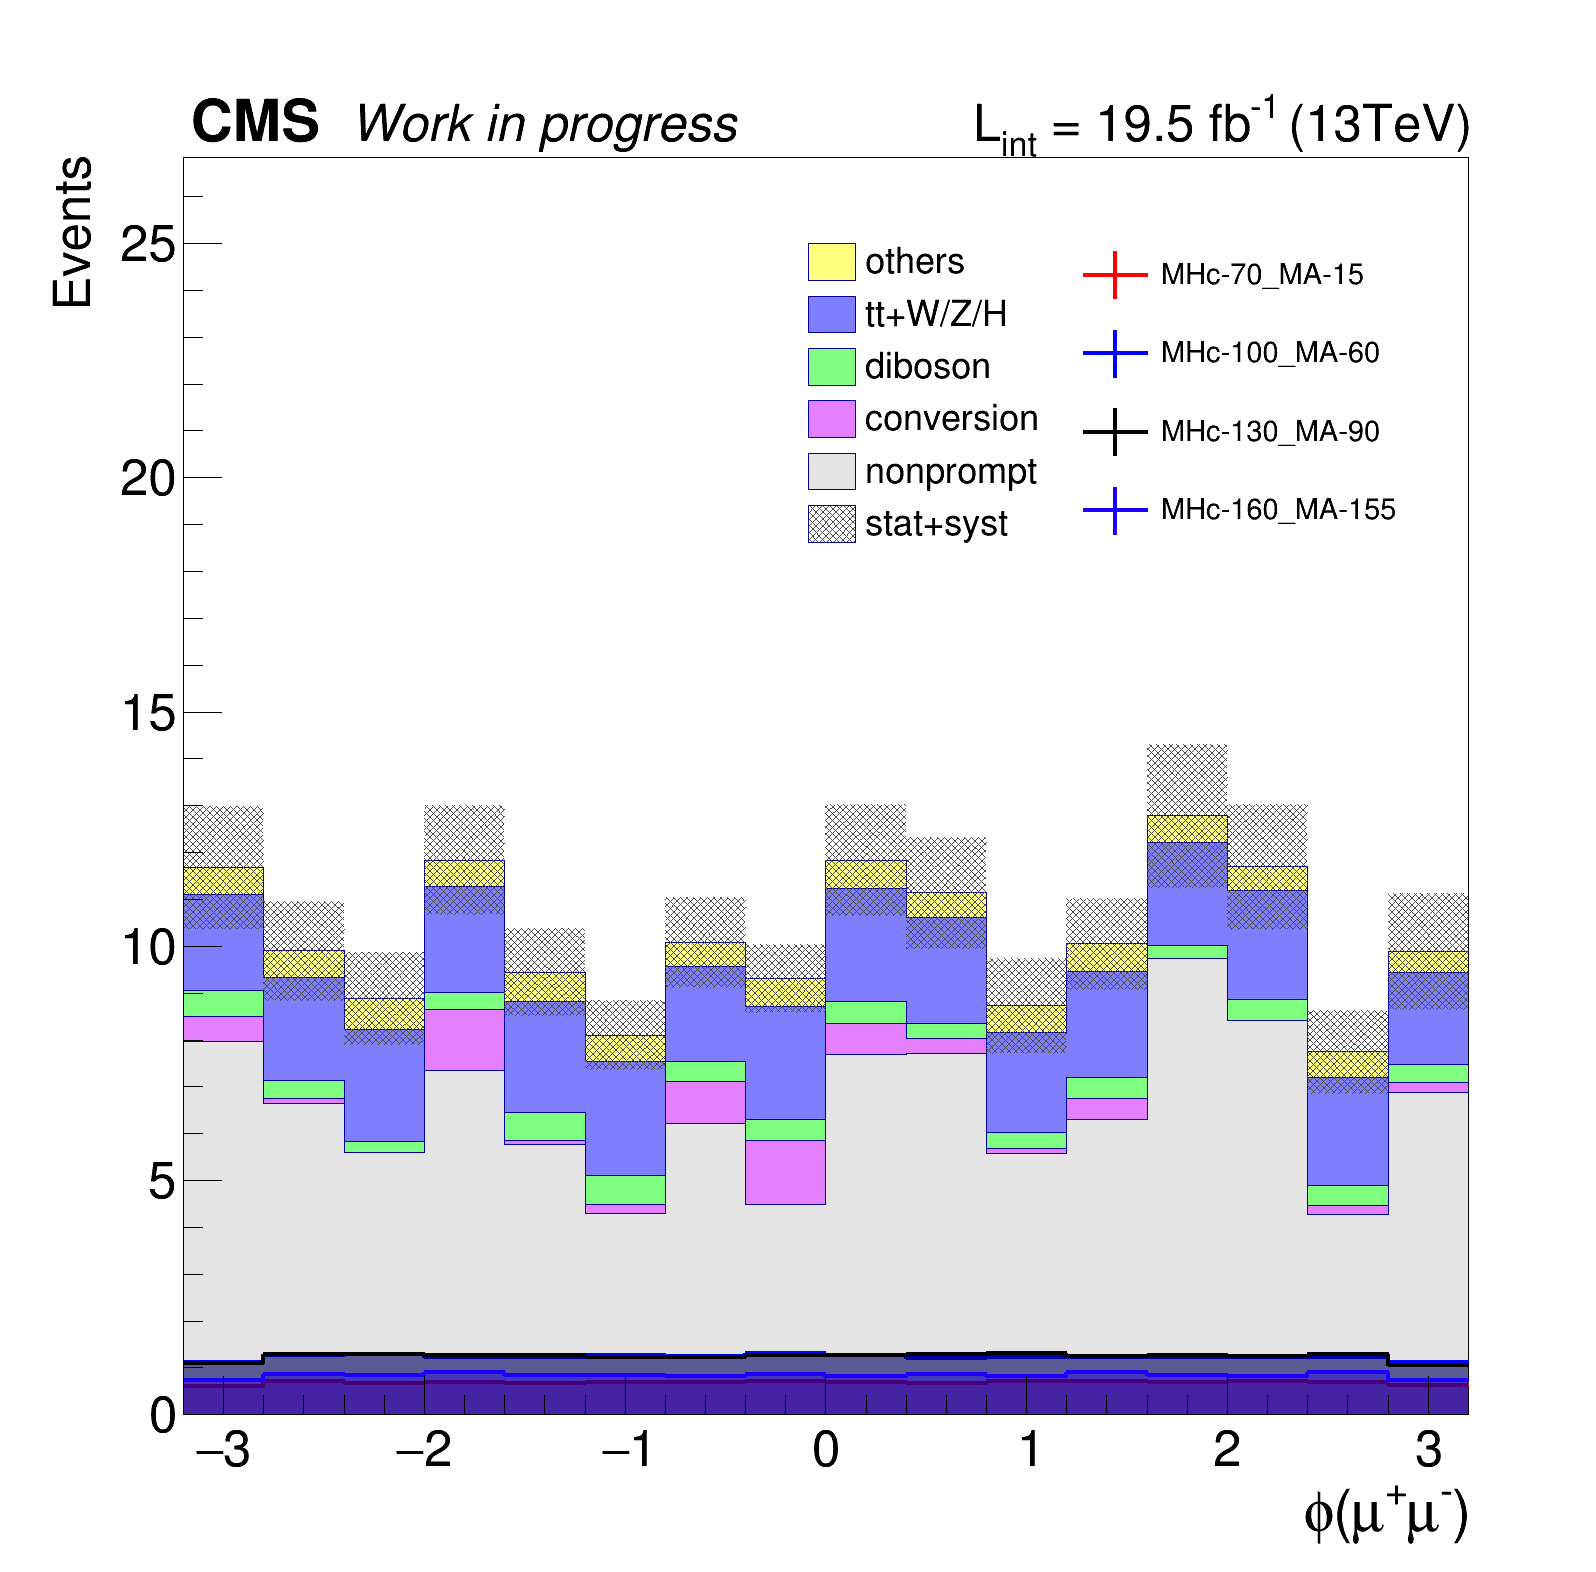 CMS Work in progress L_int = 19.5 fb^-1 (13TeV)
Events
25
20
15
10
5
0
others
tt+W/Z/H
diboson
conversion
nonprompt
stat+syst
MHc-70_MA-15
MHc-100_MA-60
MHc-130_MA-90
MHc-160_MA-155
−3 −2 −1 0 1 2 3
ϕ(μ⁺μ⁻)